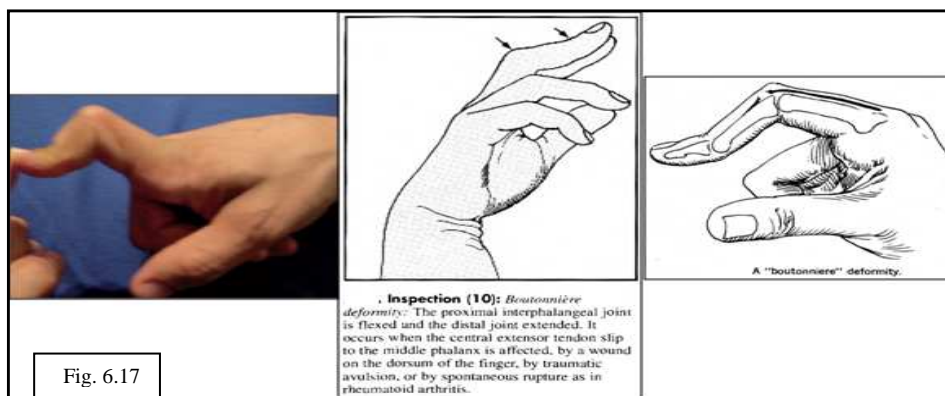 . Inspection (10): Boutonnière
deformity: The proximal interphalangeal joint
is flexed and the distal joint extended. It
occurs when the central extensor tendon slip
to the middle phalanx is affected, by a wound
on the dorsum of the finger, by traumatic
avulsion, or by spontaneous rupture as in
rheumatoid arthritis.
A "boutonniere" deformity.
Fig. 6.17